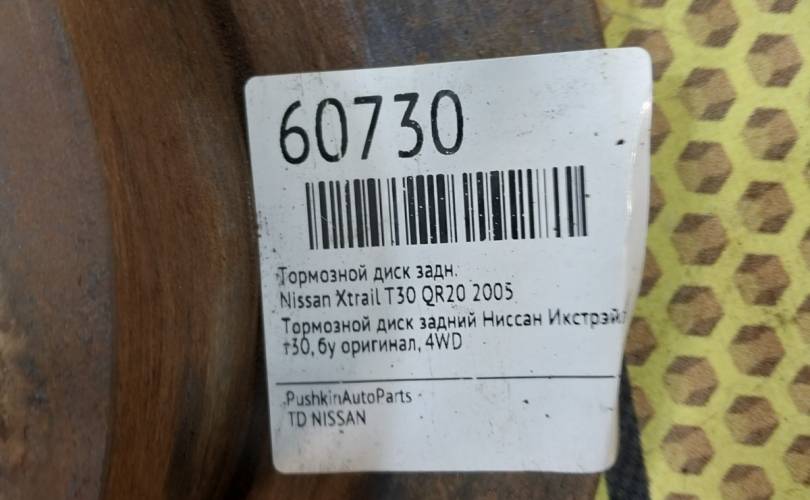 60730
Тормозной диск задн.
Nissan Xtrail T30 QR20 2005
Тормозной диск задний Ниссан Икстрэйл
т30, бу оригинал, 4WD
PushkinAutoParts
TD NISSAN